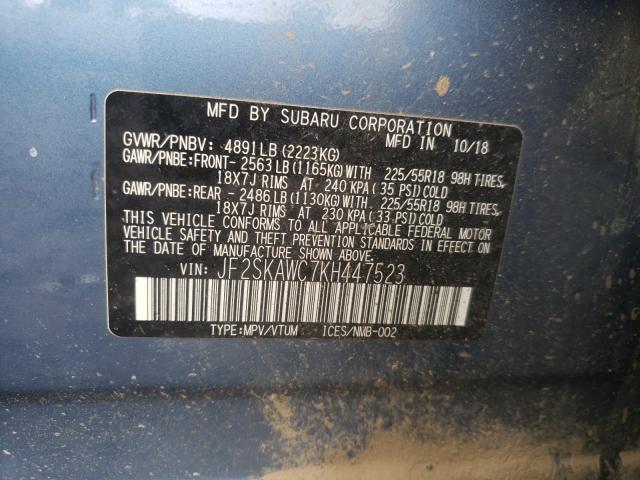 MFD BY SUBARU CORPORATION
GVWR/PNBV: 4891LB(2223KG) MFD IN 10/18
GAWR/PNBE:FRONT- 2563LB(1165KG)WITH 225/55R18 98H TIRES,
18X7J RIMS AT 240 KPA(35 PSI)COLD
GAWR/PNBE:REAR - 2486LB(1130KG)WITH 225/55R18 98H TIRES,
18X7J RIMS AT 230 KPA(33 PSI)COLD
THIS VEHICLE CONFORMS TO ALL APPLICABLE FEDERAL MOTOR
VEHICLE SAFETY AND THEFT PREVENTION STANDARDS IN EFFECT ON
THE DATE OF MANUFACTURE SHOWN ABOVE.
VIN: JF2SKAWC7KH447523
TYPE:MPV/VTUM ICES/NMB-002